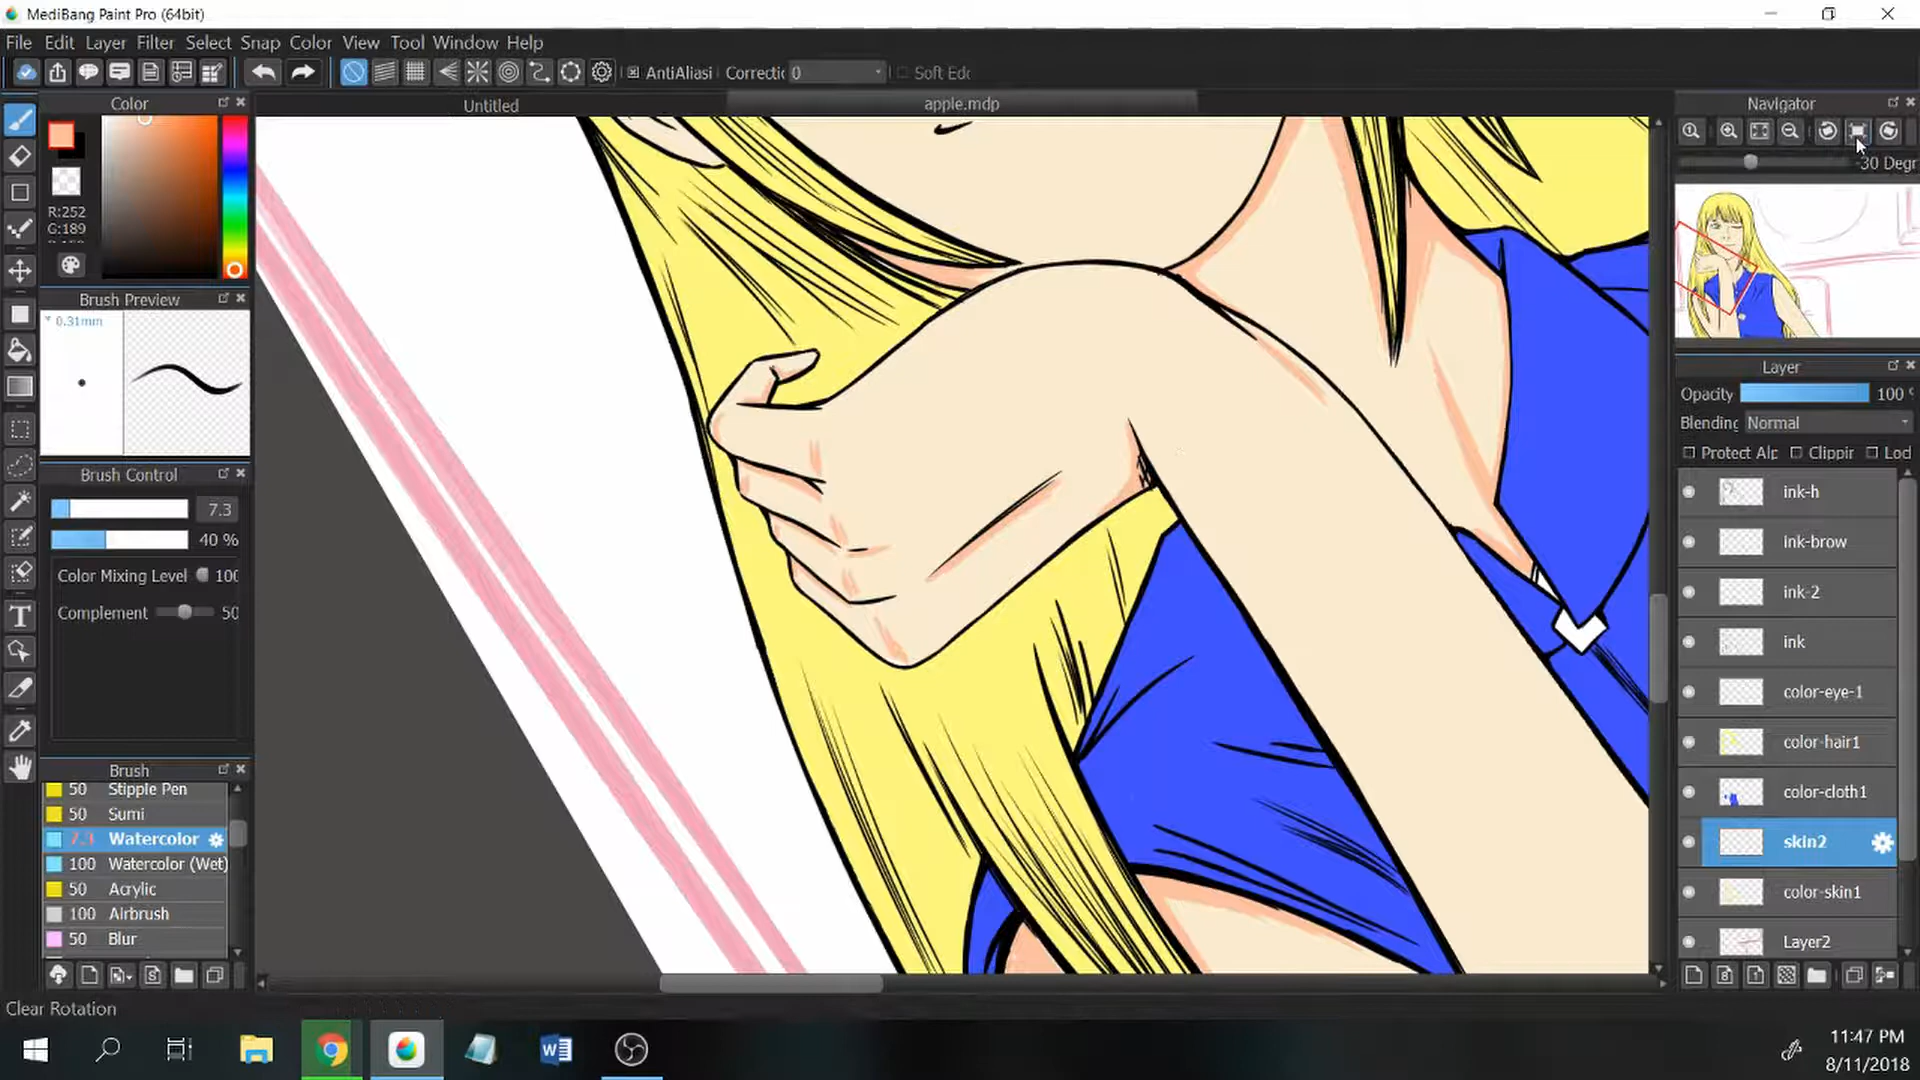 MediBang Paint Pro (64bit)
File Edit Layer Filter Select Snap Color View Tool Window Help
AntiAliasi Correctic 0 Soft Edc
Color
Untitled
apple.mdp
Navigator
30 Degr
R:252
G:189
Brush Preview
0.31mm
Brush Control
7.3
40 %
Color Mixing Level 100
Complement 50
Brush
50 Stipple Pen
50 Sumi
7.3 Watercolor
100 Watercolor (Wet)
50 Acrylic
100 Airbrush
50 Blur
Layer
Opacity 100
Blending Normal
Protect Alp Clippir Loc
ink-h
ink-brow
ink-2
ink
color-eye-1
color-hair1
color-cloth1
skin2
color-skin1
Layer2
Clear Rotation
11:47 PM
8/11/2018